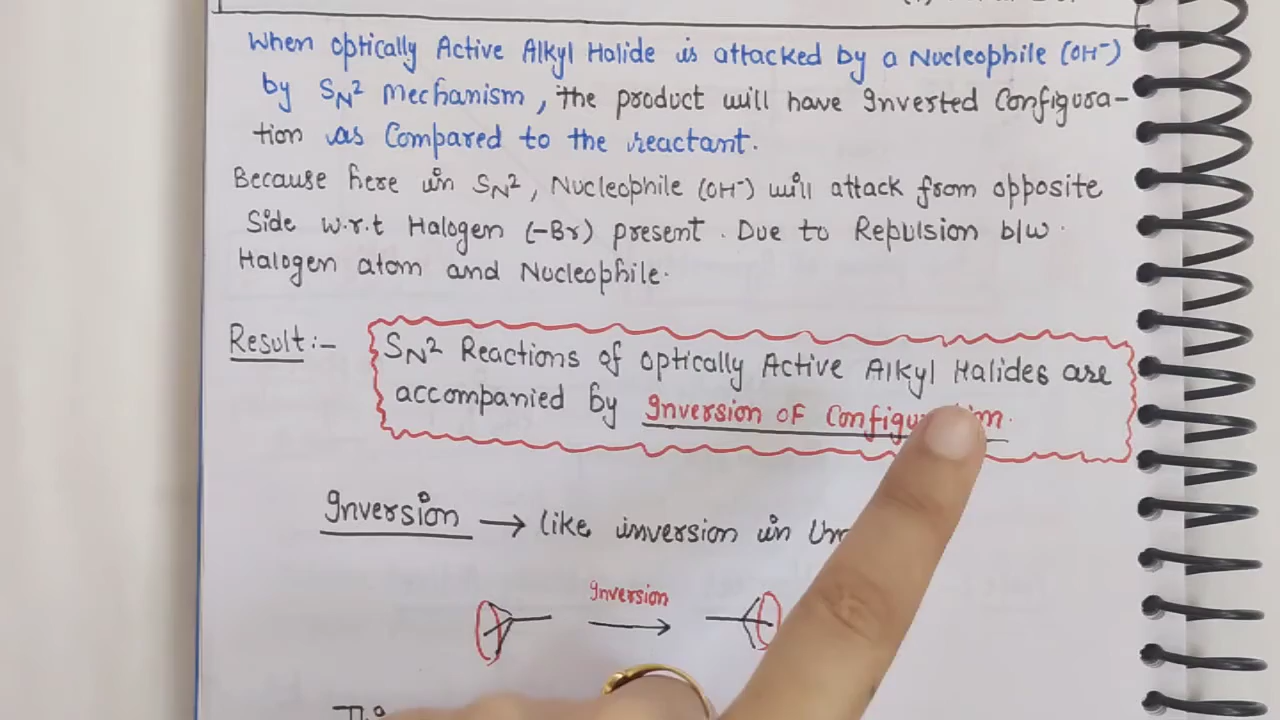 When optically Active Alkyl Halide is attacked by a Nucleophile (OH⁻)
by SN² Mechanism, the product will have Inverted Configura-
tion as Compared to the reactant.
Because here in SN², Nucleophile (OH⁻) will attack from opposite
Side w.r.t Halogen (-Br) present. Due to Repulsion b/w.
Halogen atom and Nucleophile.
Result:- SN² Reactions of optically Active Alkyl Halides are
accompanied by Inversion of Configuration.
Inversion → like inversion in
Inversion